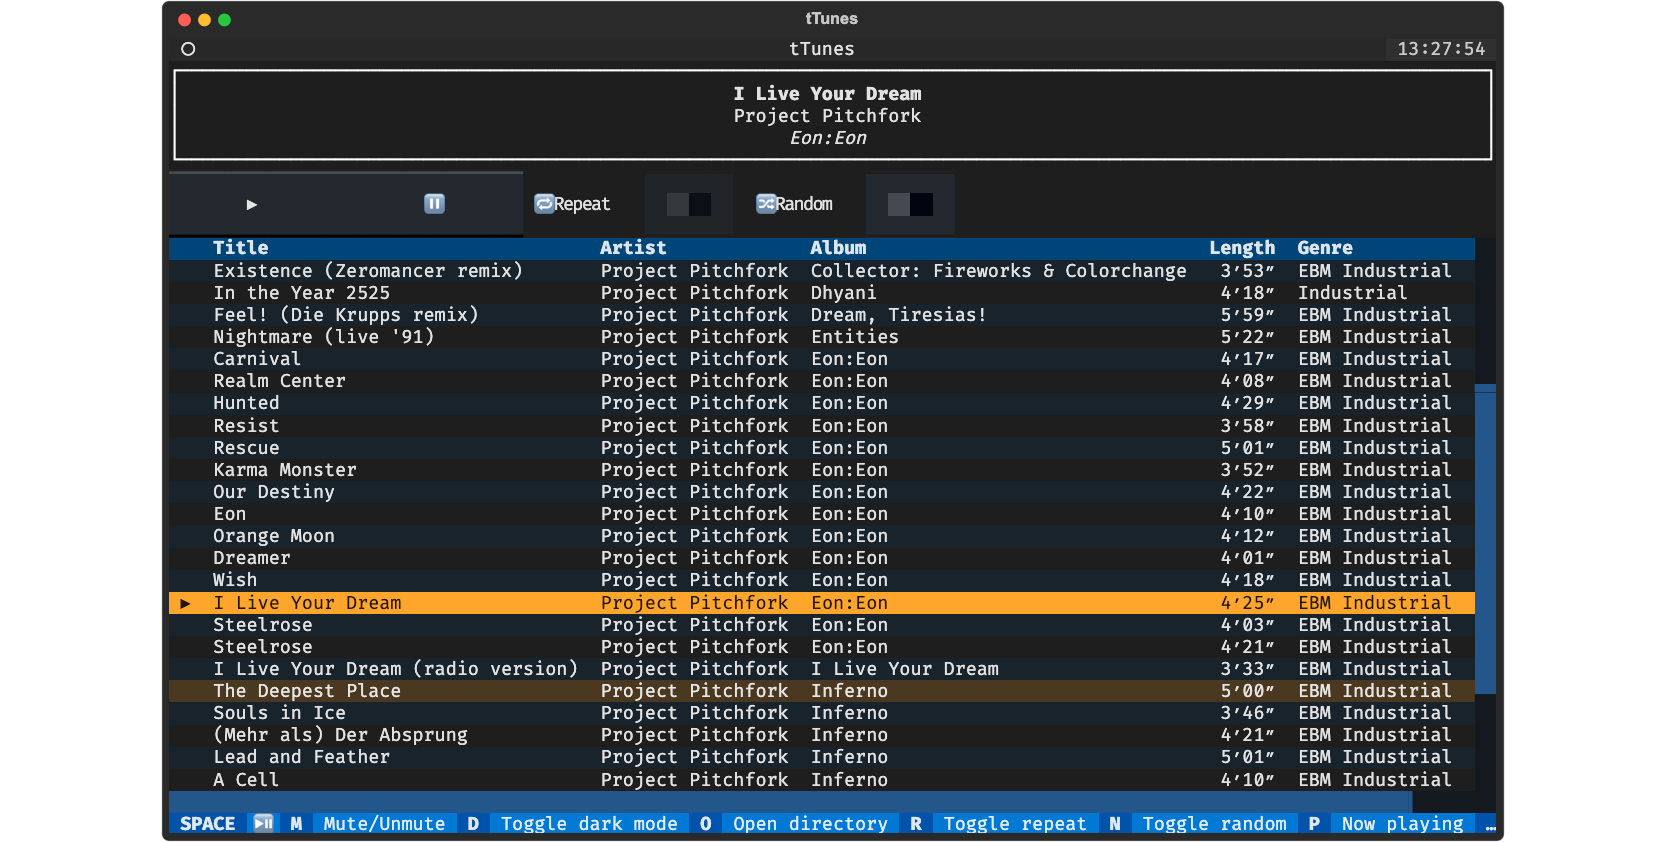 tTunes
tTunes 13:27:54
I Live Your Dream
Project Pitchfork
Eon:Eon
Repeat Random
Title Artist Album Length Genre
Existence (Zeromancer remix) Project Pitchfork Collector: Fireworks & Colorchange 3′53″ EBM Industrial
In the Year 2525 Project Pitchfork Dhyani 4′18″ Industrial
Feel! (Die Krupps remix) Project Pitchfork Dream, Tiresias! 5′59″ EBM Industrial
Nightmare (live '91) Project Pitchfork Entities 5′22″ EBM Industrial
Carnival Project Pitchfork Eon:Eon 4′17″ EBM Industrial
Realm Center Project Pitchfork Eon:Eon 4′08″ EBM Industrial
Hunted Project Pitchfork Eon:Eon 4′29″ EBM Industrial
Resist Project Pitchfork Eon:Eon 3′58″ EBM Industrial
Rescue Project Pitchfork Eon:Eon 5′01″ EBM Industrial
Karma Monster Project Pitchfork Eon:Eon 3′52″ EBM Industrial
Our Destiny Project Pitchfork Eon:Eon 4′22″ EBM Industrial
Eon Project Pitchfork Eon:Eon 4′10″ EBM Industrial
Orange Moon Project Pitchfork Eon:Eon 4′12″ EBM Industrial
Dreamer Project Pitchfork Eon:Eon 4′01″ EBM Industrial
Wish Project Pitchfork Eon:Eon 4′18″ EBM Industrial
▶ I Live Your Dream Project Pitchfork Eon:Eon 4′25″ EBM Industrial
Steelrose Project Pitchfork Eon:Eon 4′03″ EBM Industrial
Steelrose Project Pitchfork Eon:Eon 4′21″ EBM Industrial
I Live Your Dream (radio version) Project Pitchfork I Live Your Dream 3′33″ EBM Industrial
The Deepest Place Project Pitchfork Inferno 5′00″ EBM Industrial
Souls in Ice Project Pitchfork Inferno 3′46″ EBM Industrial
(Mehr als) Der Absprung Project Pitchfork Inferno 4′21″ EBM Industrial
Lead and Feather Project Pitchfork Inferno 5′01″ EBM Industrial
A Cell Project Pitchfork Inferno 4′10″ EBM Industrial
SPACE ⏯ M Mute/Unmute D Toggle dark mode O Open directory R Toggle repeat N Toggle random P Now playing …